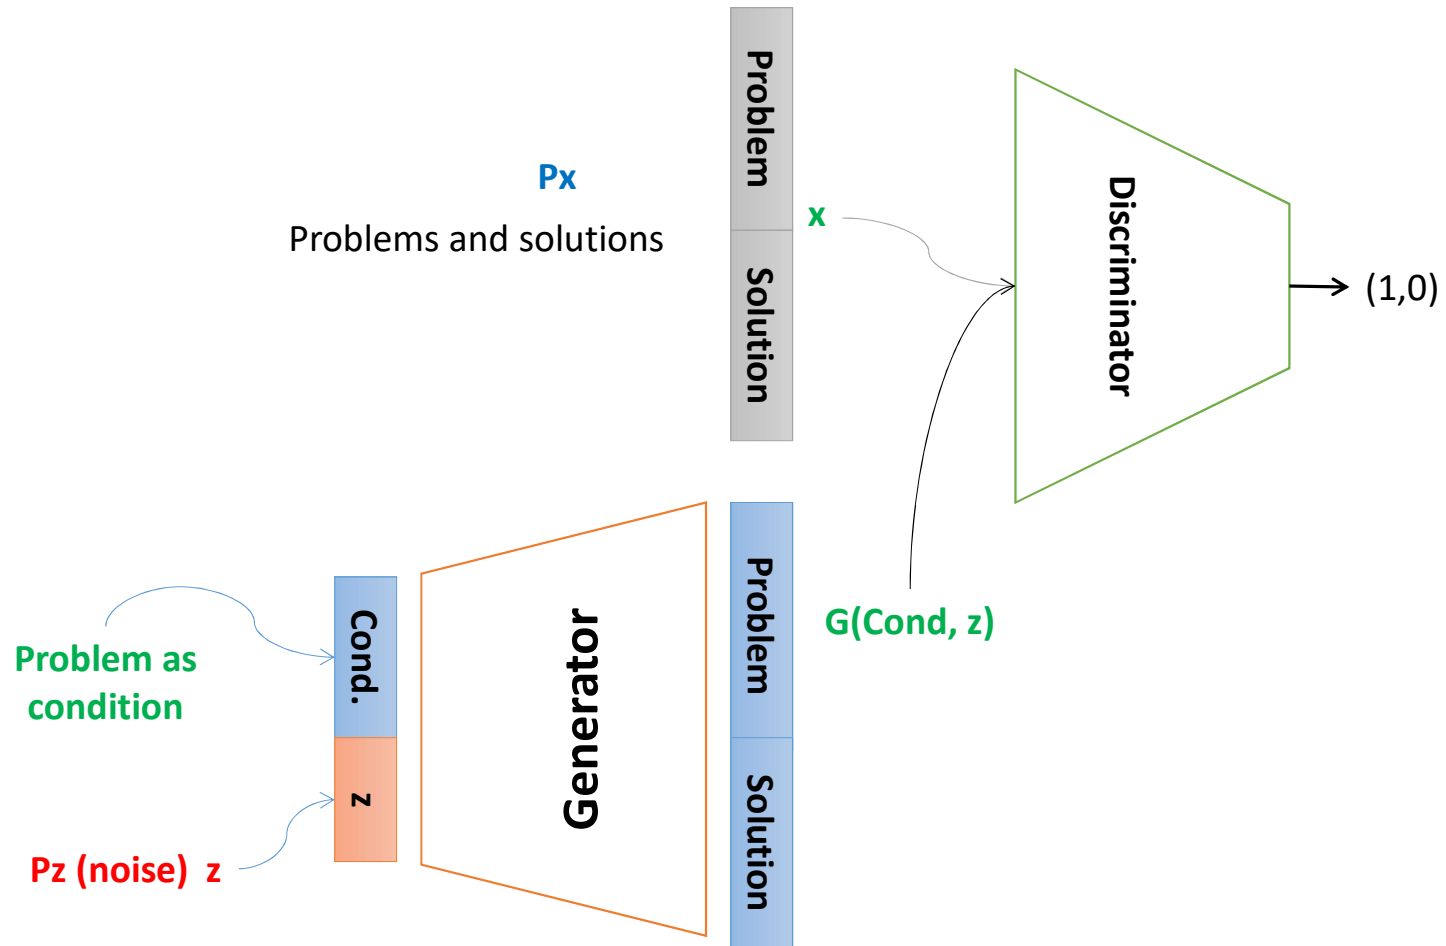 Problem
Solution
Px
Problems and solutions
x
Discriminator
(1,0)
Problem as
condition
Cond.
z
Pz (noise) z
Generator
Problem
Solution
G(Cond, z)